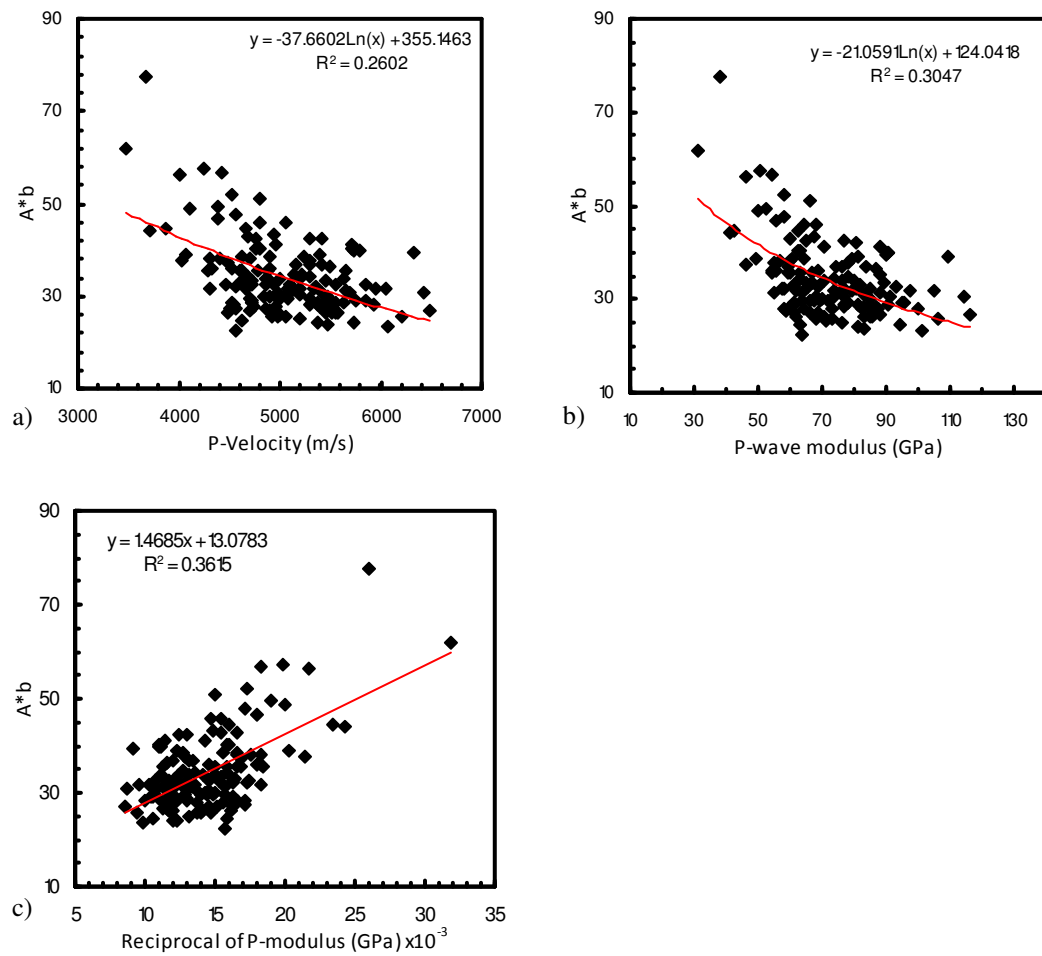 90
70
50
30
10
A*b
y = -37.6602Ln(x) + 355.1463
R² = 0.2602
3000 4000 5000 6000 7000
P-Velocity (m/s)
a)
90
70
50
30
10
A*b
y = -21.0591Ln(x) + 124.0418
R² = 0.3047
10 30 50 70 90 110 130
P-wave modulus (GPa)
b)
90
70
50
30
10
A*b
y = 1.4685x + 13.0783
R² = 0.3615
5 10 15 20 25 30 35
Reciprocal of P-modulus (GPa) x10⁻³
c)